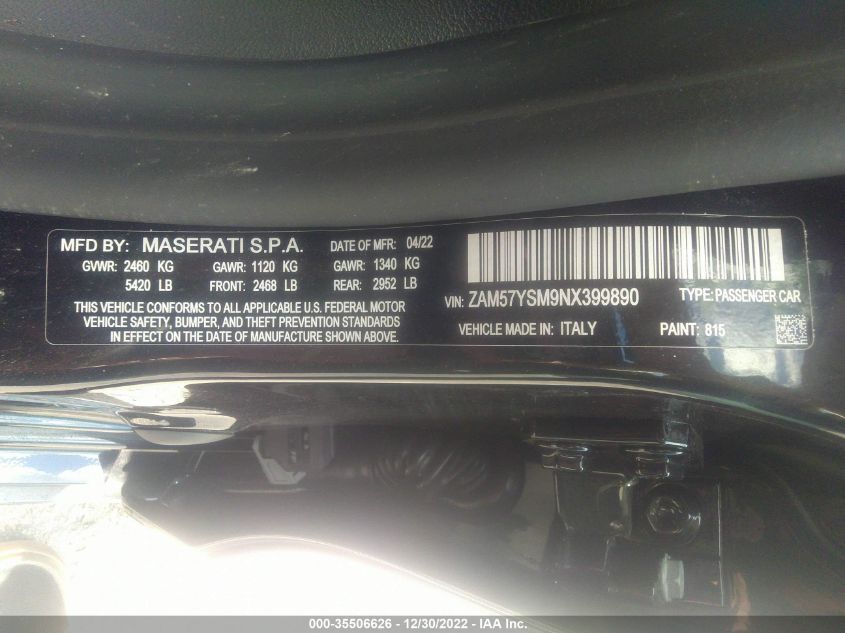 MFD BY: MASERATI S.P.A. DATE OF MFR: 04/22
GVWR: 2460 KG GAWR: 1120 KG GAWR: 1340 KG
5420 LB FRONT: 2468 LB REAR: 2952 LB
THIS VEHICLE CONFORMS TO ALL APPLICABLE U.S. FEDERAL MOTOR
VEHICLE SAFETY, BUMPER, AND THEFT PREVENTION STANDARDS
IN EFFECT ON THE DATE OF MANUFACTURE SHOWN ABOVE.
VIN: ZAM57YSM9NX399890 TYPE: PASSENGER CAR
VEHICLE MADE IN: ITALY PAINT: 815
000-35506626 - 12/30/2022 - IAA Inc.